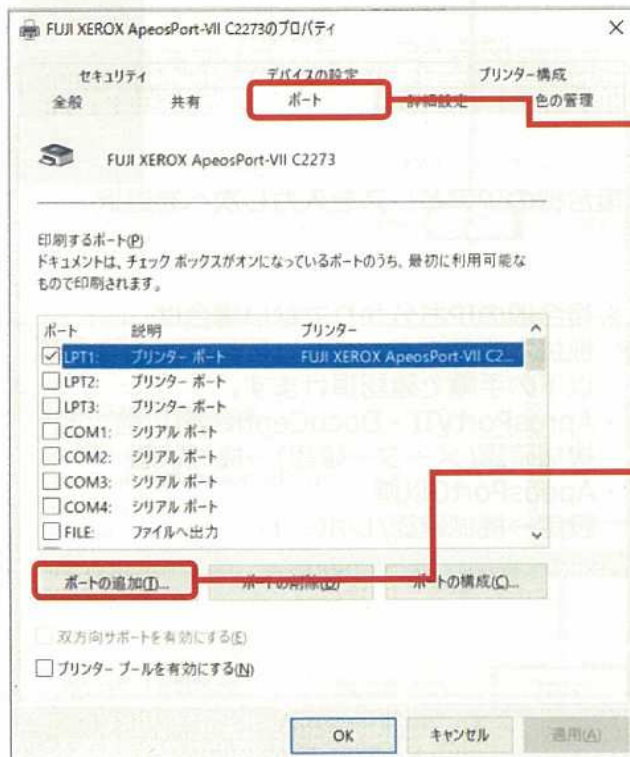 FUJI XEROX ApeosPort-VII C2273のプロパティ
セキュリティ デバイスの設定 プリンター構成
全般 共有 ポート 詳細設定 色の管理
FUJI XEROX ApeosPort-VII C2273
印刷するポート(P)
ドキュメントは、チェック ボックスがオンになっているポートのうち、最初に利用可能な
もので印刷されます。
ポート 説明 プリンター
LPT1: プリンター ポート FUJI XEROX ApeosPort-VII C2...
LPT2: プリンター ポート
LPT3: プリンター ポート
COM1: シリアル ポート
COM2: シリアル ポート
COM3: シリアル ポート
COM4: シリアル ポート
FILE: ファイルへ出力
ポートの追加(T)... ポートの削除(D) ポートの構成(C)...
双方向サポートを有効にする(E)
プリンター プールを有効にする(N)
OK キャンセル 適用(A)